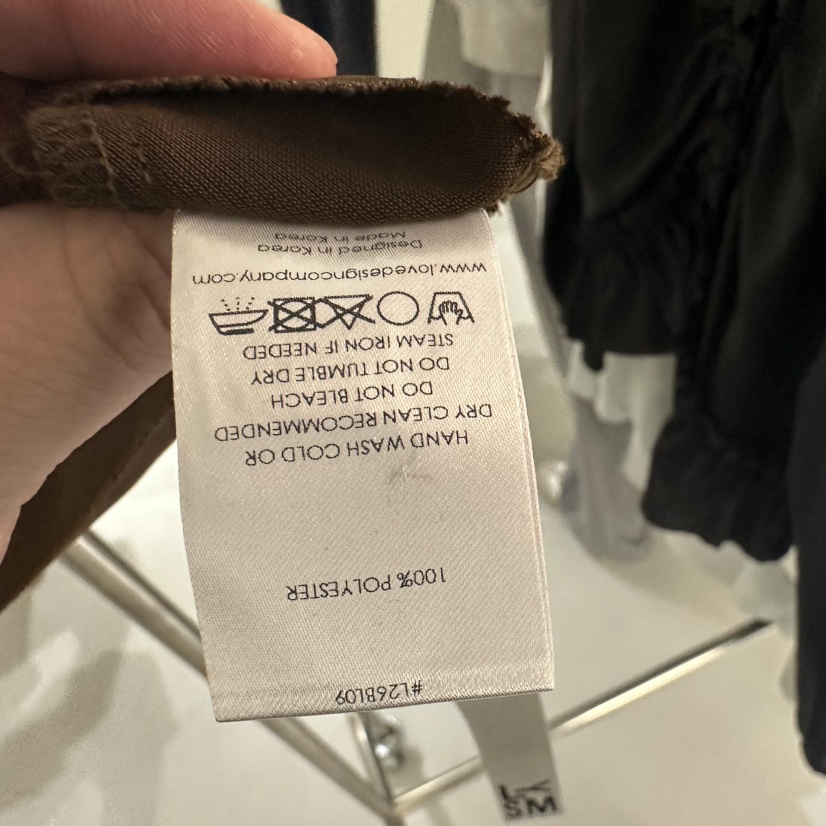 #L26BL09
100% POLYESTER
HAND WASH COLD OR
DRY CLEAN RECOMMENDED
DO NOT BLEACH
DO NOT TUMBLE DRY
STEAM IRON IF NEEDED
www.lovedesigncompany.com
Designed in Korea
Made in Korea